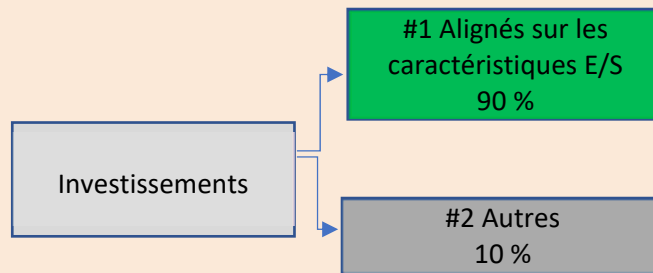 #1 Alignés sur les
caractéristiques E/S
90 %
Investissements
#2 Autres
10 %